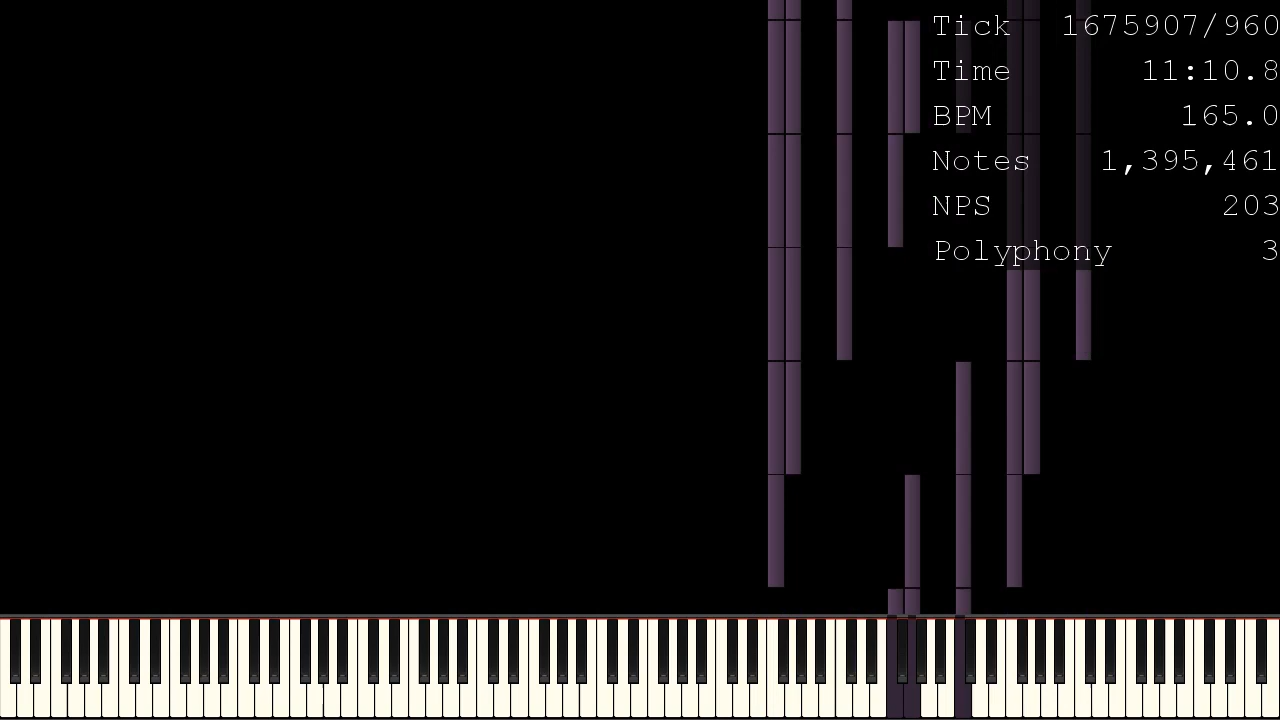 Tick 1675907/960
Time 11:10.8
BPM 165.0
Notes 1,395,461
NPS 203
Polyphony 3